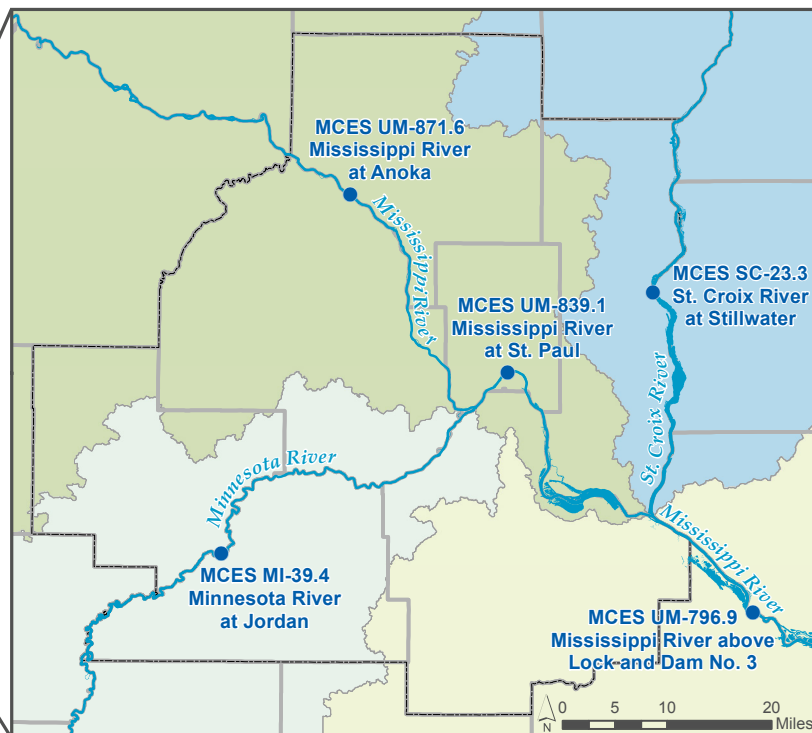 MCES UM-871.6
Mississippi River
at Anoka
Mississippi River
MCES SC-23.3
St. Croix River
at Stillwater
MCES UM-839.1
Mississippi River
at St. Paul
St. Croix River
Minnesota River
Mississippi River
MCES MI-39.4
Minnesota River
at Jordan
MCES UM-796.9
Mississippi River above
Lock and Dam No. 3
N
0 5 10 20
Miles